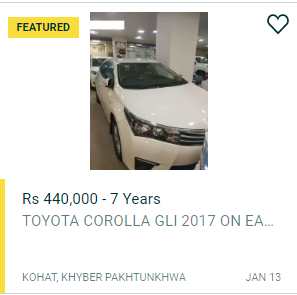 FEATURED
Rs 440,000 - 7 Years
TOYOTA COROLLA GLI 2017 ON EA...
KOHAT, KHYBER PAKHTUNKHWA
JAN 13